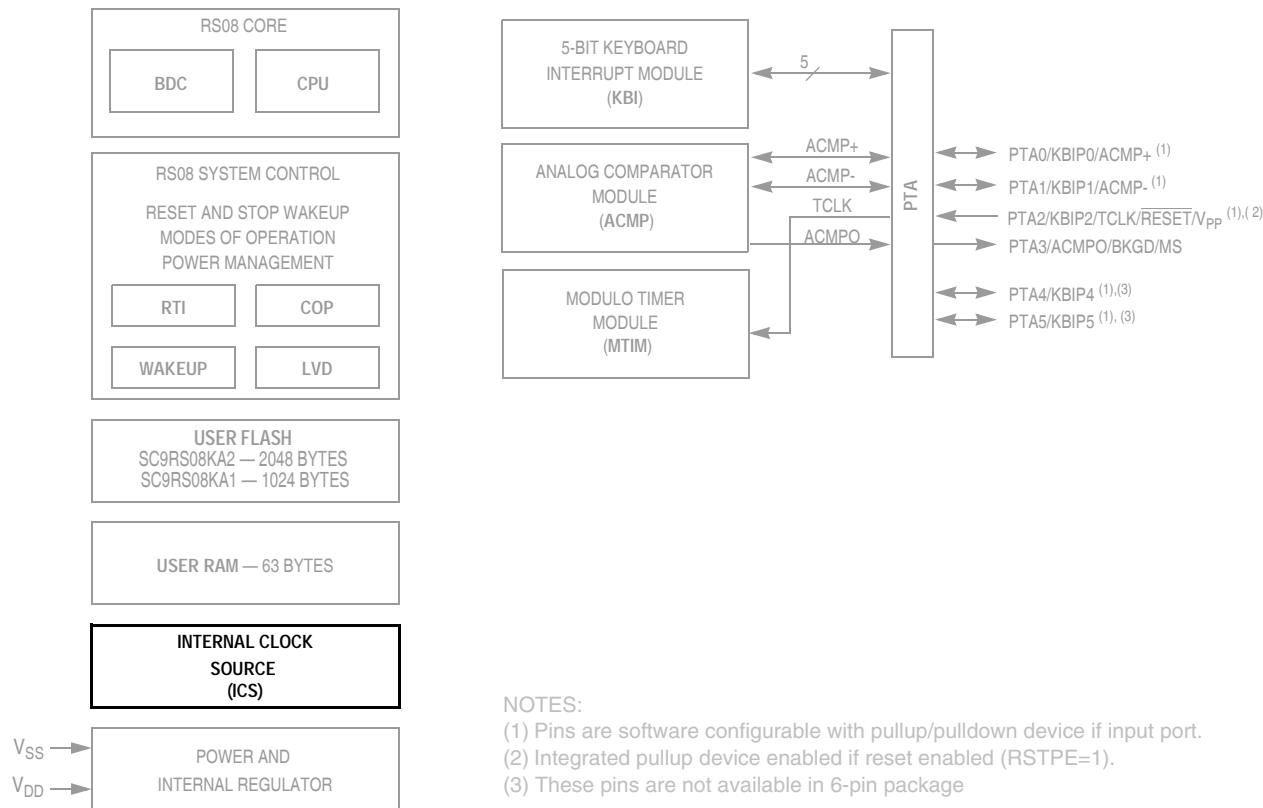 RS08 CORE
BDC
CPU
RS08 SYSTEM CONTROL
RESET AND STOP WAKEUP
MODES OF OPERATION
POWER MANAGEMENT
RTI
COP
WAKEUP
LVD
USER FLASH
SC9RS08KA2 — 2048 BYTES
SC9RS08KA1 — 1024 BYTES
USER RAM — 63 BYTES
INTERNAL CLOCK
SOURCE
(ICS)
VSS
VDD
POWER AND
INTERNAL REGULATOR
5-BIT KEYBOARD
INTERRUPT MODULE
(KBI)
5
ANALOG COMPARATOR
MODULE
(ACMP)
ACMP+
ACMP-
TCLK
ACMPO
MODULO TIMER
MODULE
(MTIM)
PTA
PTA0/KBIP0/ACMP+ (1)
PTA1/KBIP1/ACMP- (1)
PTA2/KBIP2/TCLK/RESET/VPP (1),( 2)
PTA3/ACMPO/BKGD/MS
PTA4/KBIP4 (1),(3)
PTA5/KBIP5 (1), (3)
NOTES:
(1) Pins are software configurable with pullup/pulldown device if input port.
(2) Integrated pullup device enabled if reset enabled (RSTPE=1).
(3) These pins are not available in 6-pin package